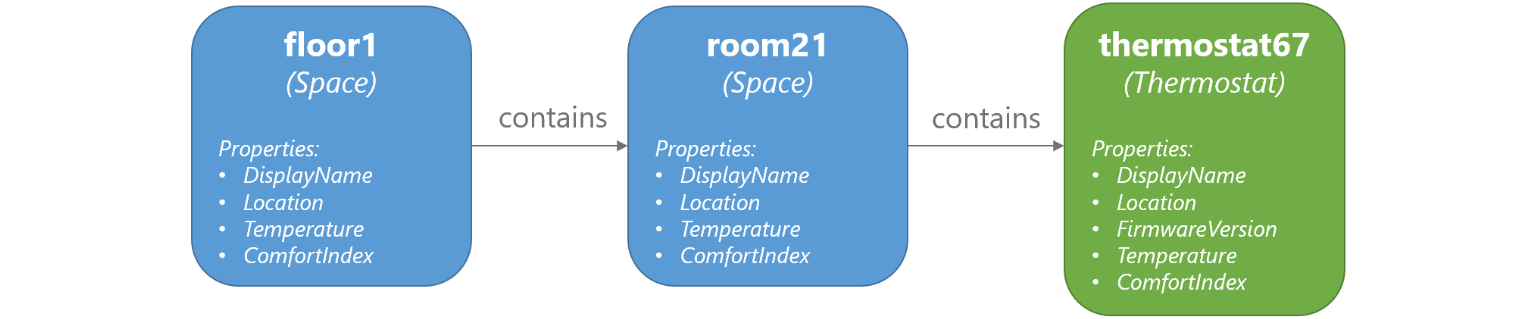 floor1
(Space)
Properties:
• DisplayName
• Location
• Temperature
• ComfortIndex
contains
room21
(Space)
Properties:
• DisplayName
• Location
• Temperature
• ComfortIndex
contains
thermostat67
(Thermostat)
Properties:
• DisplayName
• Location
• FirmwareVersion
• Temperature
• ComfortIndex